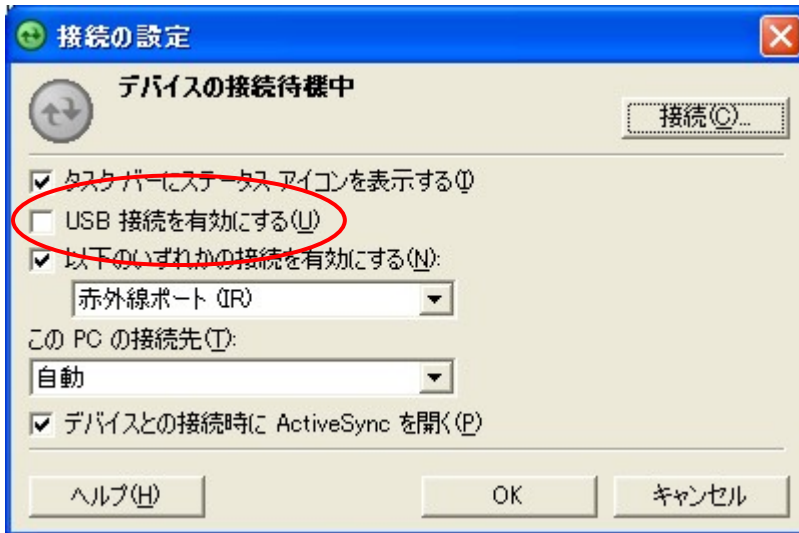 接続の設定
デバイスの接続待機中
接続(C)...
タスク バーにステータス アイコンを表示する(I)
USB 接続を有効にする(U)
以下のいずれかの接続を有効にする(N):
赤外線ポート (IR)
この PC の接続先(T):
自動
デバイスとの接続時に ActiveSync を開く(P)
ヘルプ(H)
OK
キャンセル